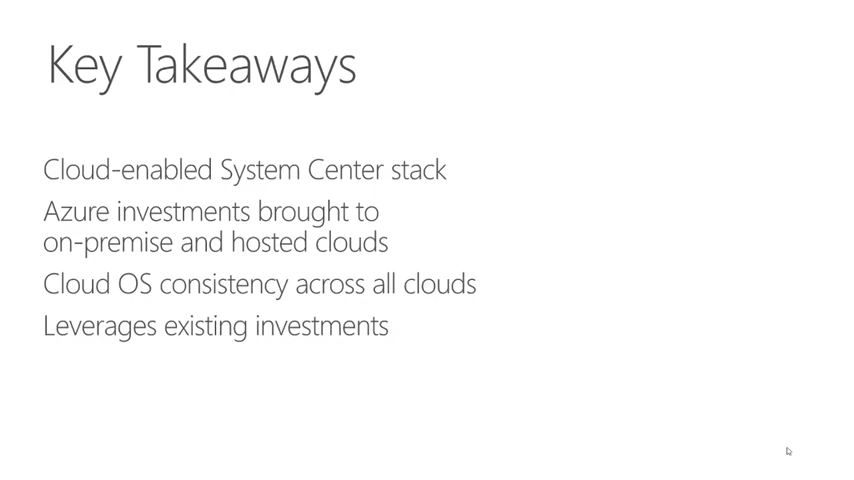 Key Takeaways
Cloud-enabled System Center stack
Azure investments brought to
on-premise and hosted clouds
Cloud OS consistency across all clouds
Leverages existing investments